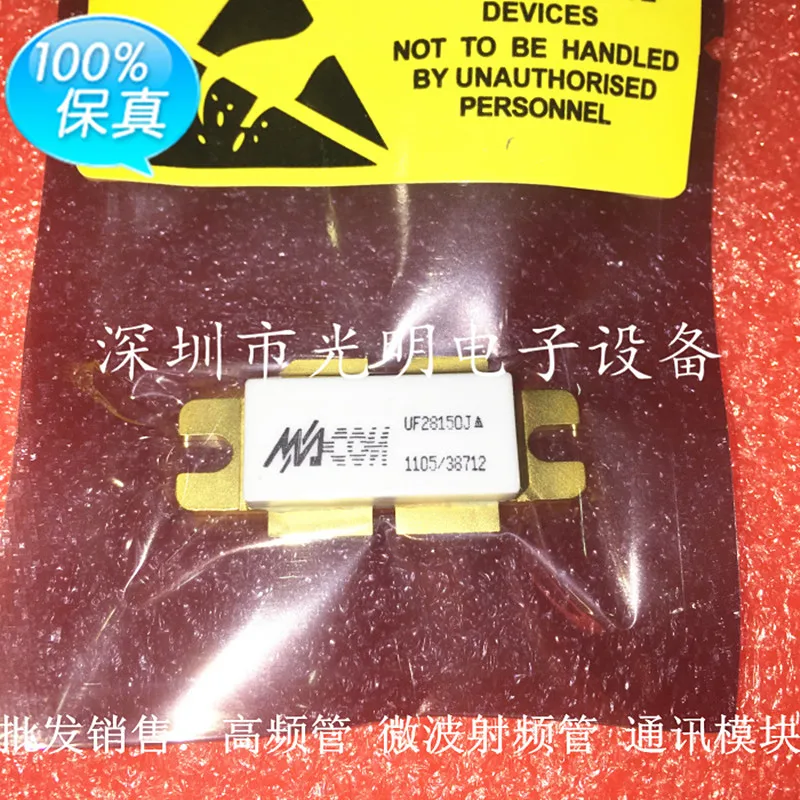 100%
保真
DEVICES
NOT TO BE HANDLED
BY UNAUTHORISED
PERSONNEL
深圳市光明电子设备
M/A COM
UF28150J
1105/38712
批发销售 高频管 微波射频管 通讯模块